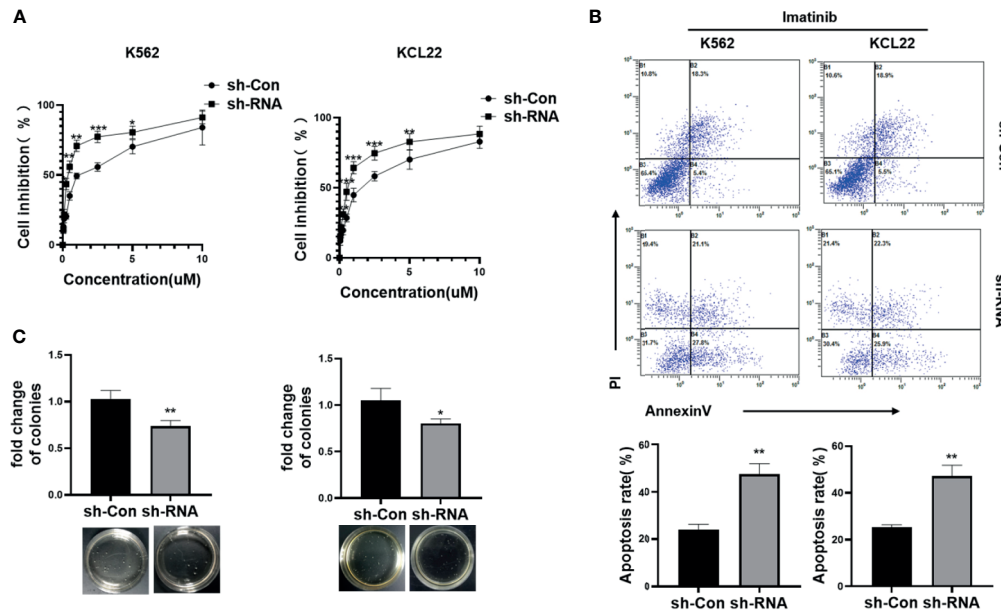 A
K562
KCL22
sh-Con
sh-RNA
sh-Con
sh-RNA
Cell inhibition（ %）
100
50
0
**
***
*
**
0
5
10
Concentration(uM)
Cell inhibition（ %）
100
50
0
***
***
**
***
0
5
10
Concentration(uM)
B
Imatinib
K562
KCL22
B1
10.8%
B2
18.3%
B3
65.4%
B4
5.4%
B1
10.6%
B2
18.9%
B3
65.1%
B4
5.5%
B1
19.4%
B2
21.1%
B3
31.7%
B4
27.8%
B1
21.4%
B2
22.3%
B3
30.4%
B4
25.9%
sh-RNA
PI
AnnexinV
Apoptosis rate( %)
60
40
20
0
**
sh-Con sh-RNA
Apoptosis rate( %)
60
40
20
0
**
sh-Con sh-RNA
C
fold change
of colonies
1.5
1.0
0.5
0.0
**
sh-Con sh-RNA
fold change
of colonies
1.5
1.0
0.5
0.0
*
sh-Con sh-RNA